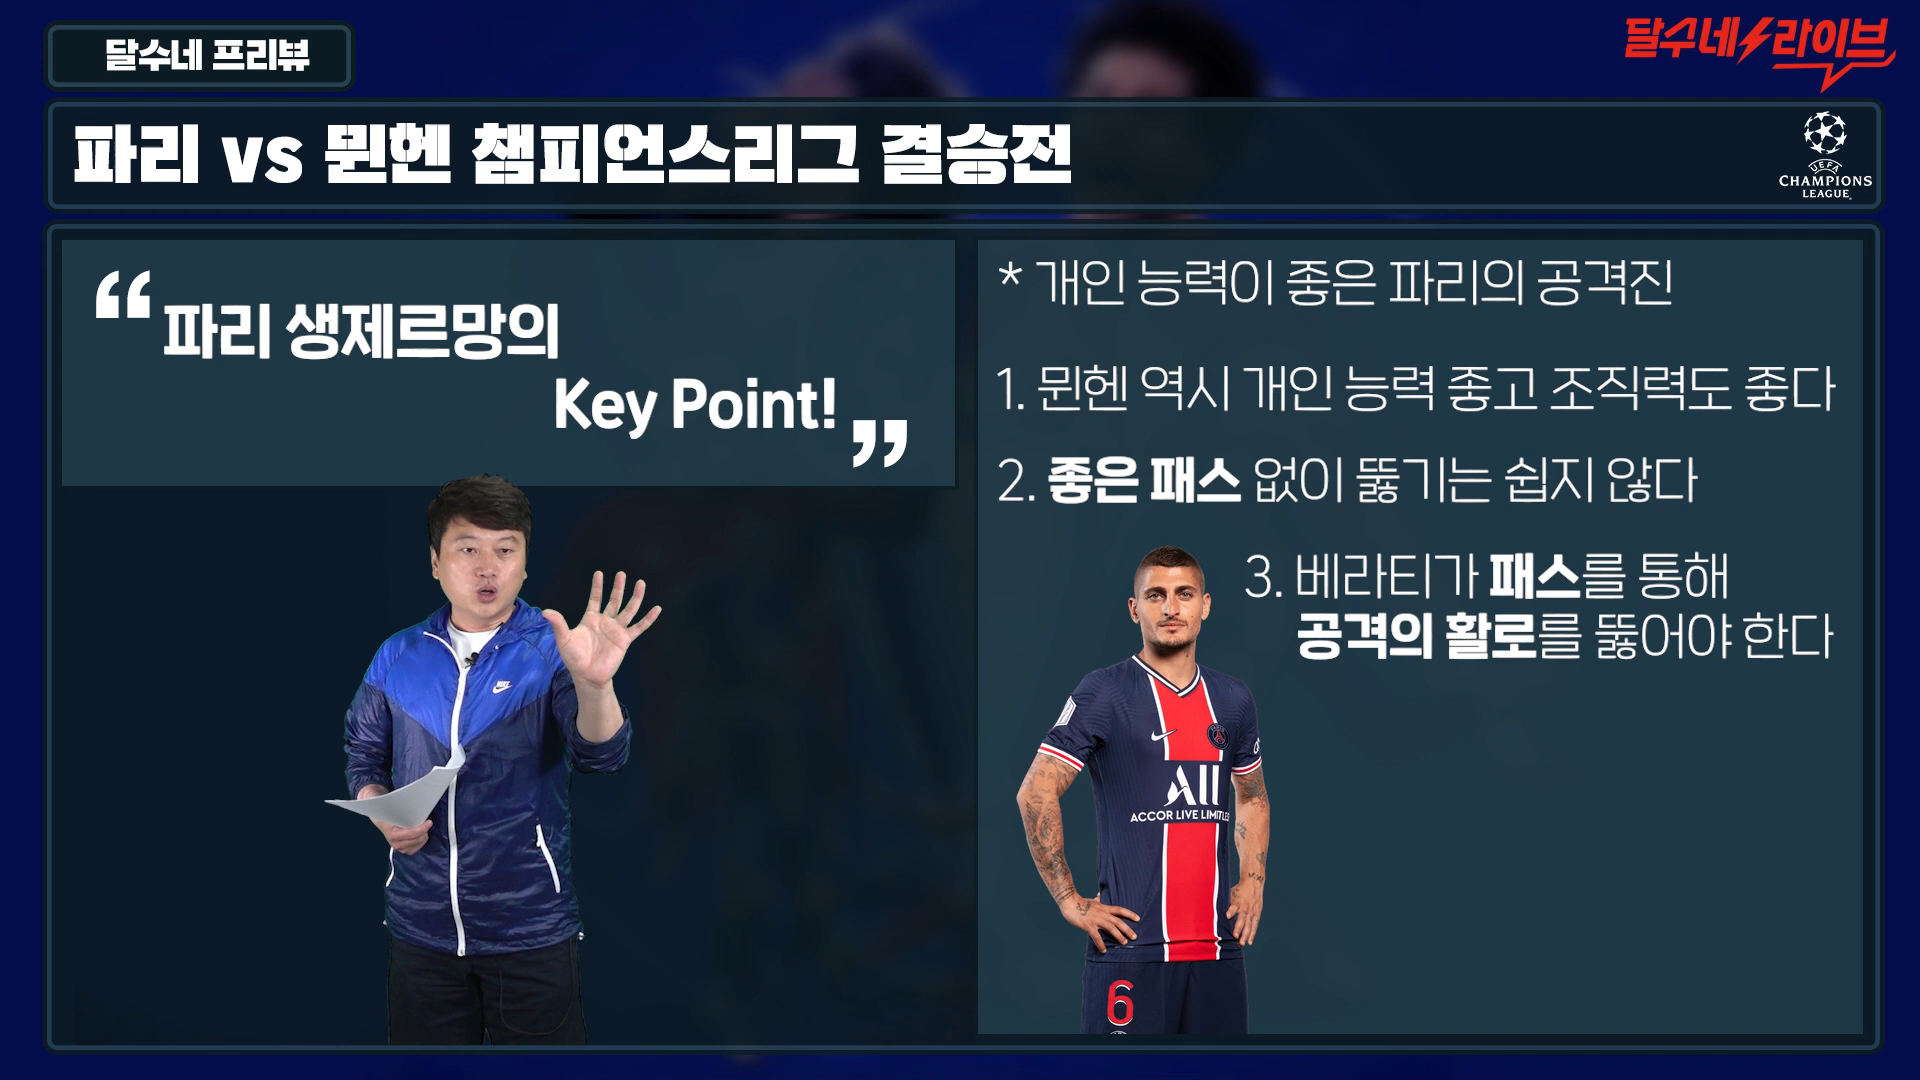 달수네 프리뷰
달수네 라이브
파리 vs 뮌헨 챔피언스리그 결승전
UEFA
CHAMPIONS
LEAGUE
“파리 생제르망의
Key Point!”
* 개인 능력이 좋은 파리의 공격진
1. 뮌헨 역시 개인 능력 좋고 조직력도 좋다
2. 좋은 패스 없이 뚫기는 쉽지 않다
3. 베라티가 패스를 통해
공격의 활로를 뚫어야 한다
NIKE
ALL
ACCOR LIVE LIMITLE
6